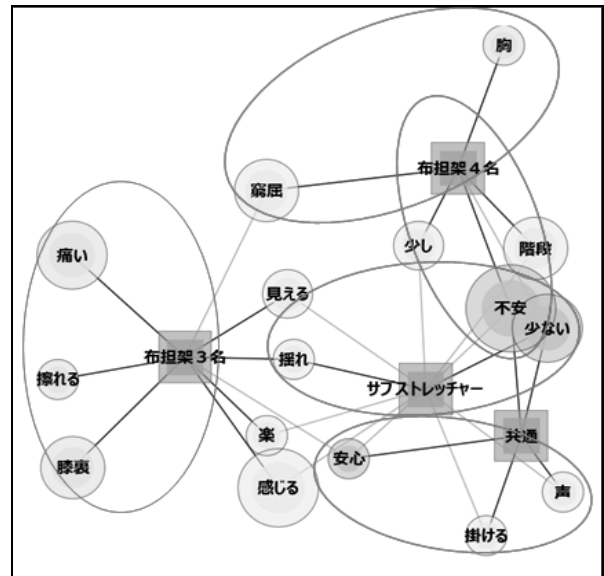 胸
布担架４名
窮屈
少し
階段
痛い
見える
不安
少ない
布担架３名
揺れ
擦れる
サブストレッチャー
楽
共通
安心
膝裏
感じる
声
掛ける